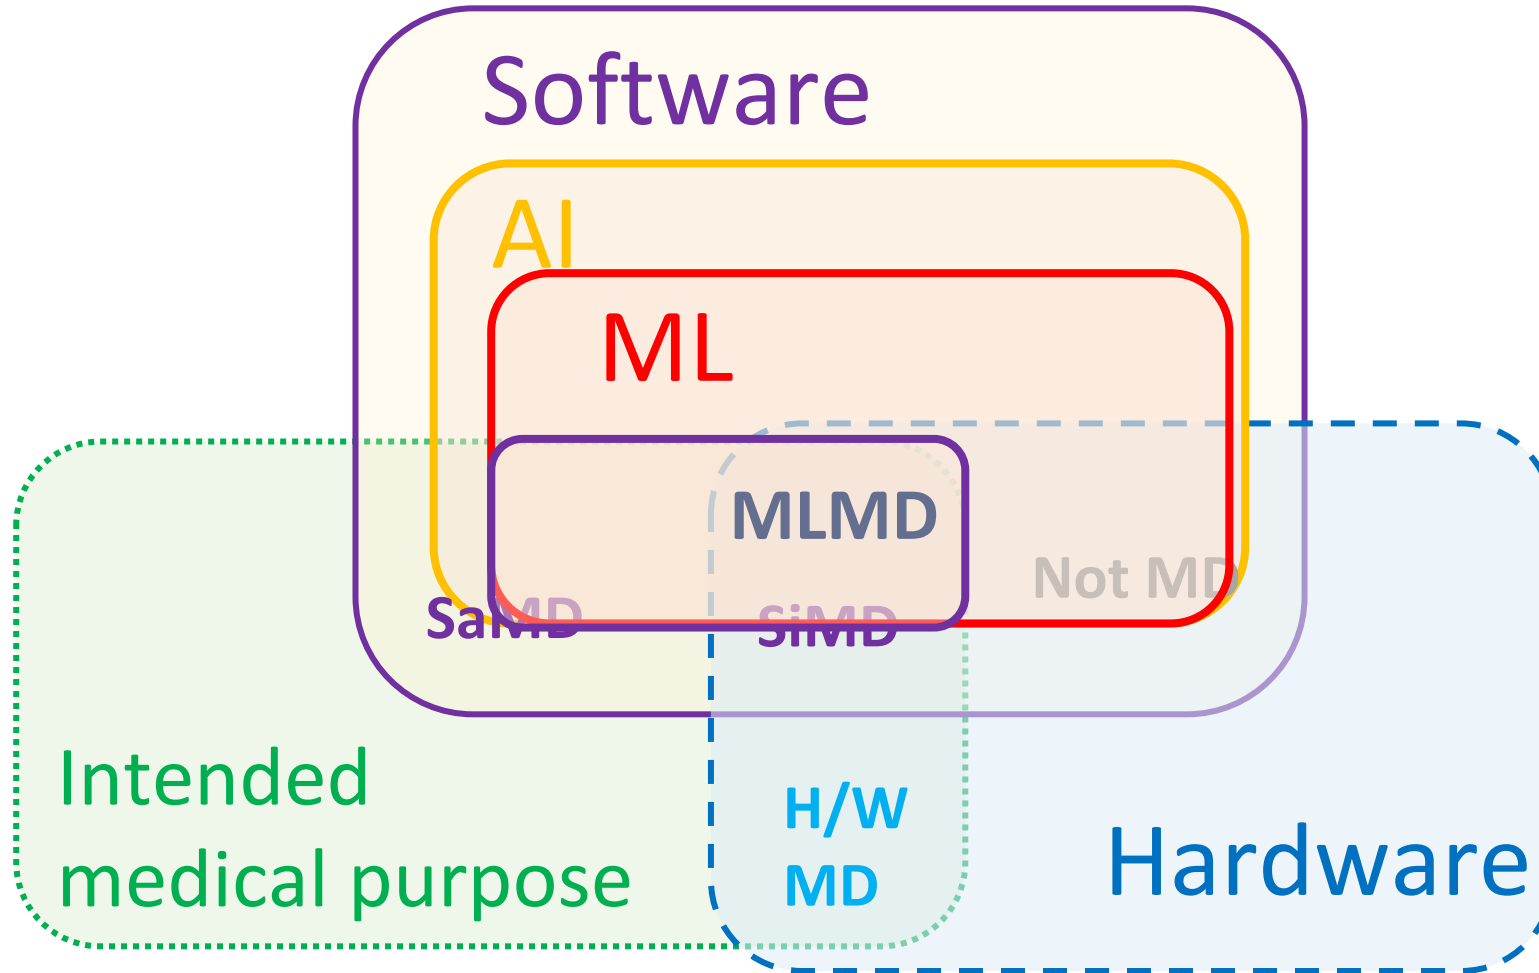 Software
AI
ML
MLMD
Not MD
SaMD
SiMD
Intended
medical purpose
H/W
MD
Hardware